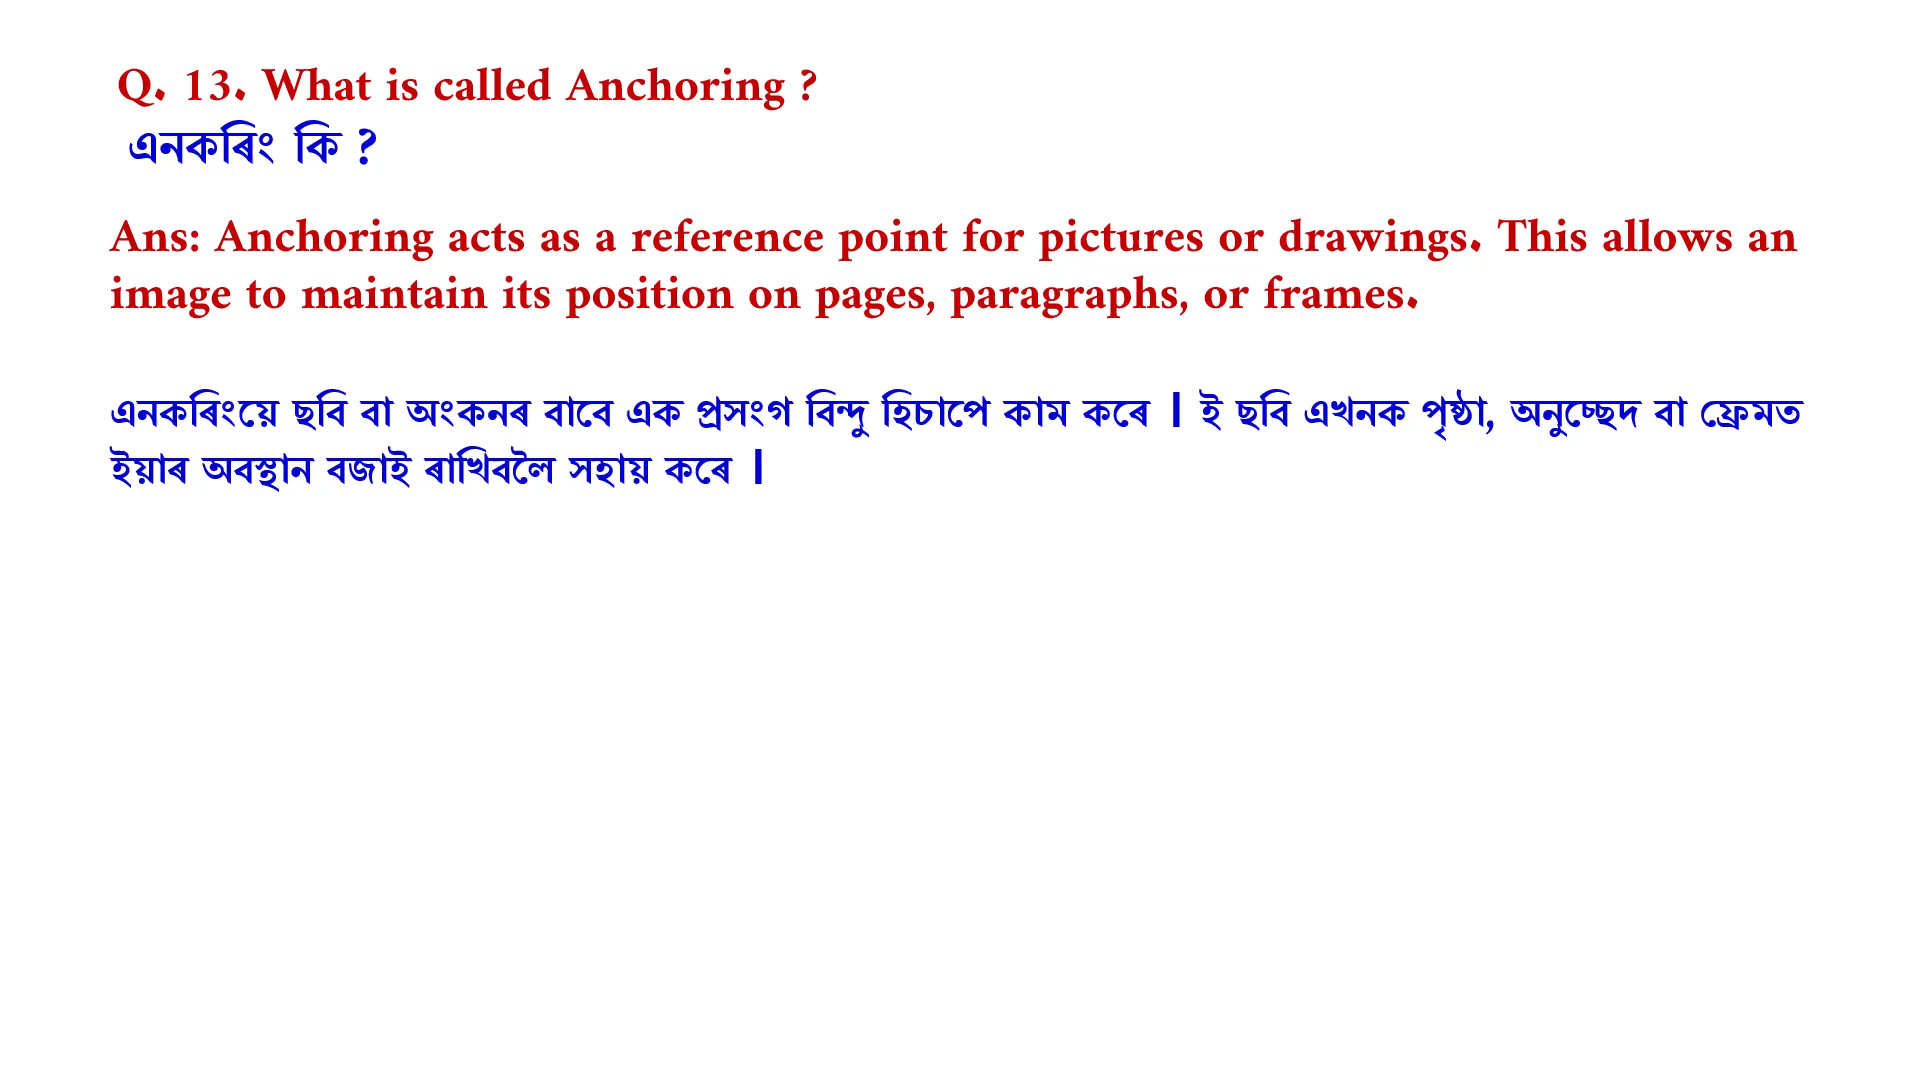 Q. 13. What is called Anchoring ?
এনকৰিং কি ?
Ans: Anchoring acts as a reference point for pictures or drawings. This allows an
image to maintain its position on pages, paragraphs, or frames.
এনকৰিংয়ে ছবি বা অংকনৰ বাবে এক প্ৰসংগ বিন্দু হিচাপে কাম কৰে | ই ছবি এখনক পৃষ্ঠা, অনুচ্ছেদ বা ফ্ৰেমত
ইয়াৰ অবস্থান বজাই ৰাখিবলৈ সহায় কৰে |